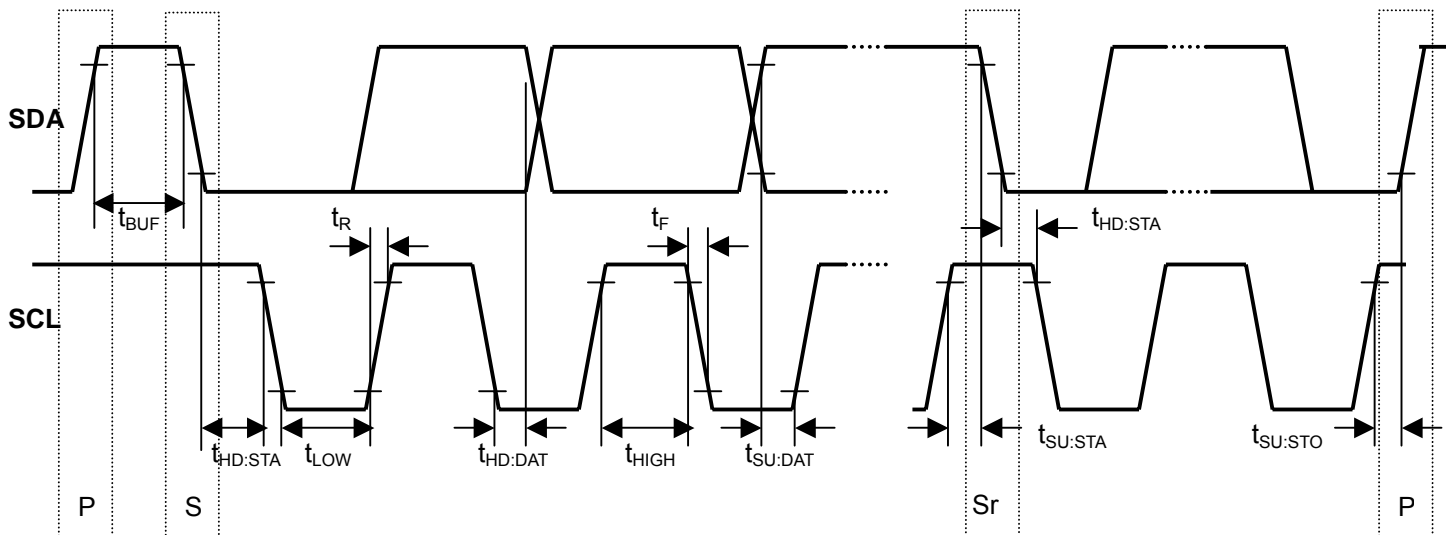 SDA
t_BUF
t_R
t_F
t_HD:STA
SCL
t_HD:STA
t_LOW
t_HD:DAT
t_HIGH
t_SU:DAT
t_SU:STA
t_SU:STO
P
S
Sr
P